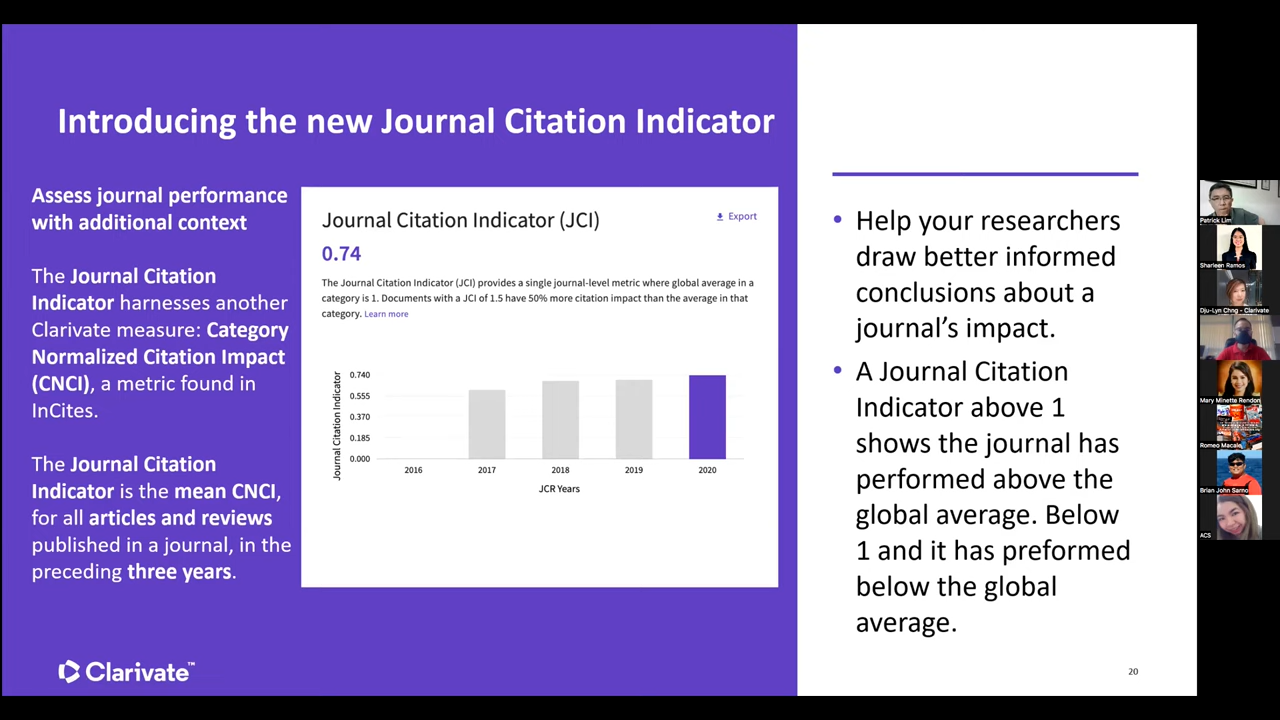 Introducing the new Journal Citation Indicator
Assess journal performance
with additional context
The Journal Citation
Indicator harnesses another
Clarivate measure: Category
Normalized Citation Impact
(CNCI), a metric found in
InCites.
The Journal Citation
Indicator is the mean CNCI,
for all articles and reviews
published in a journal, in the
preceding three years.
Clarivate™
Journal Citation Indicator (JCI)
Export
0.74
The Journal Citation Indicator (JCI) provides a single journal-level metric where global average in a
category is 1. Documents with a JCI of 1.5 have 50% more citation impact than the average in that
category. Learn more
Journal Citation Indicator
0.740
0.555
0.370
0.185
0.000
2016 2017 2018 2019 2020
JCR Years
• Help your researchers
draw better informed
conclusions about a
journal’s impact.
• A Journal Citation
Indicator above 1
shows the journal has
performed above the
global average. Below
1 and it has preformed
below the global
average.
20
Patrick Lim
Sharleen Ramos
Dju-Lyn Chng - Clarivate
Mary Minette Rendon
Romeo Macale
Brian John Sarno
ACS